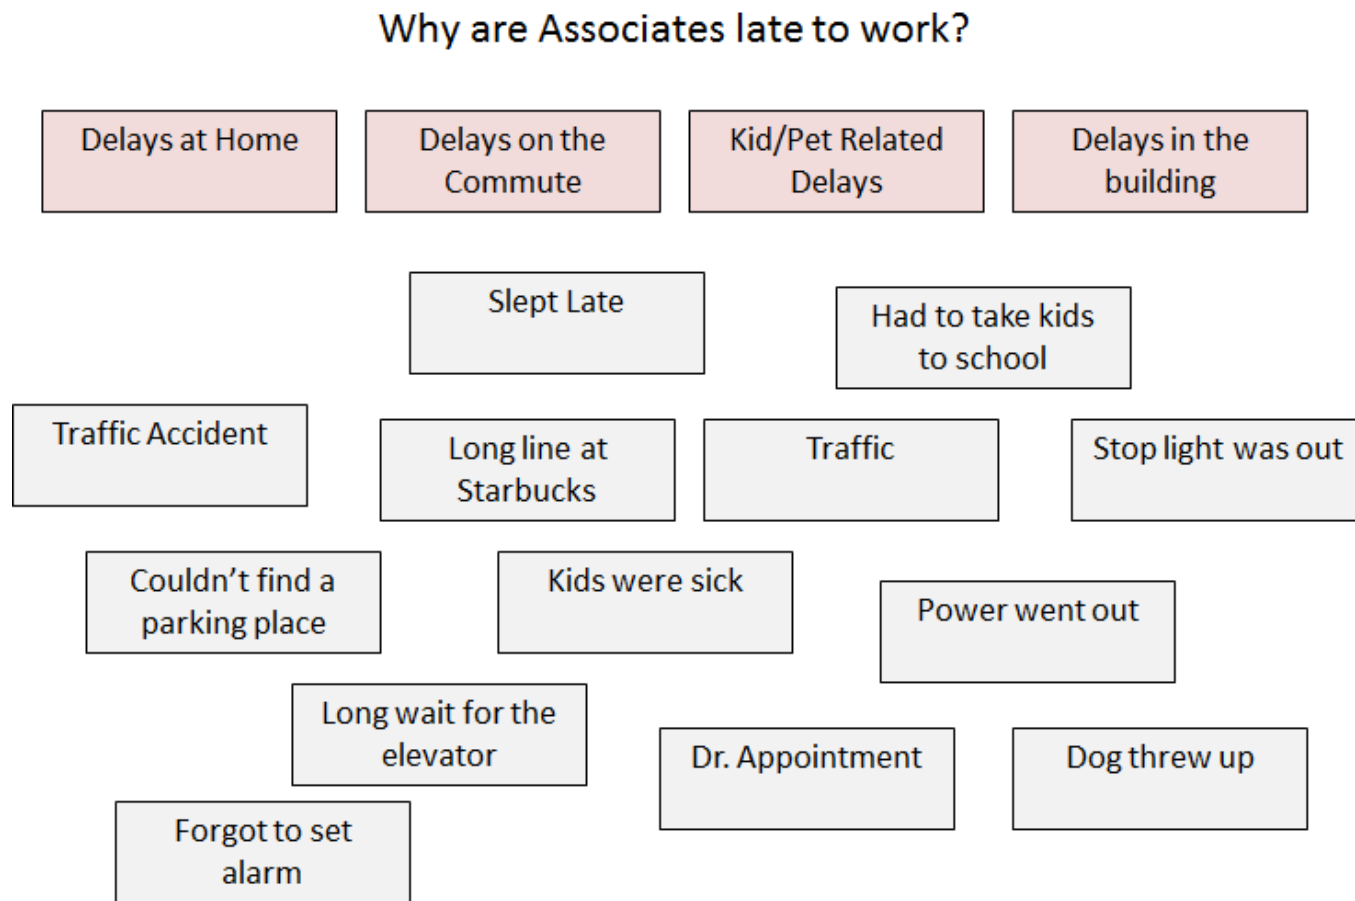 Why are Associates late to work?
Delays at Home
Delays on the
Commute
Kid/Pet Related
Delays
Delays in the
building
Slept Late
Had to take kids
to school
Traffic Accident
Long line at
Starbucks
Traffic
Stop light was out
Couldn’t find a
parking place
Kids were sick
Power went out
Long wait for the
elevator
Dr. Appointment
Dog threw up
Forgot to set
alarm